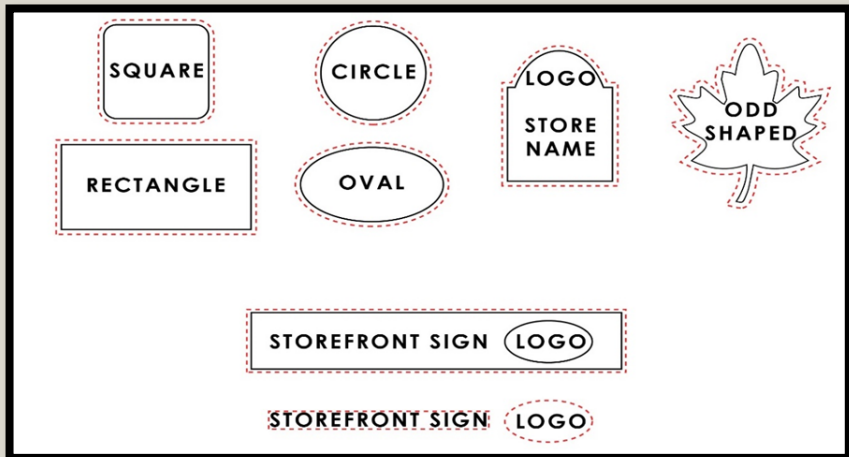 SQUARE
CIRCLE
LOGO
STORE
NAME
ODD
SHAPED
RECTANGLE
OVAL
STOREFRONT SIGN LOGO
STOREFRONT SIGN LOGO